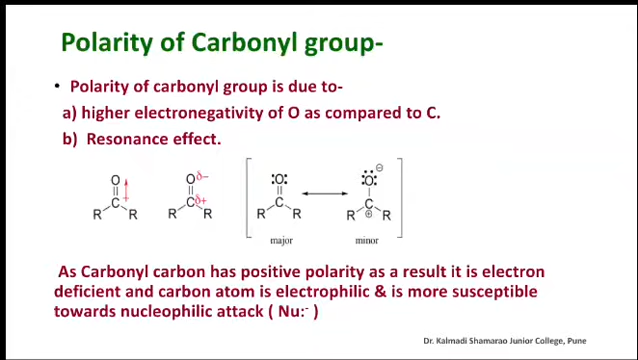 Polarity of Carbonyl group-
• Polarity of carbonyl group is due to-
a) higher electronegativity of O as compared to C.
b) Resonance effect.
O O δ− :O: :O: ⊖
C C δ+ C C ⊕
R R R R R R R R
major minor
As Carbonyl carbon has positive polarity as a result it is electron
deficient and carbon atom is electrophilic & is more susceptible
towards nucleophilic attack ( Nu:⁻ )
Dr. Kalmadi Shamarao Junior College, Pune